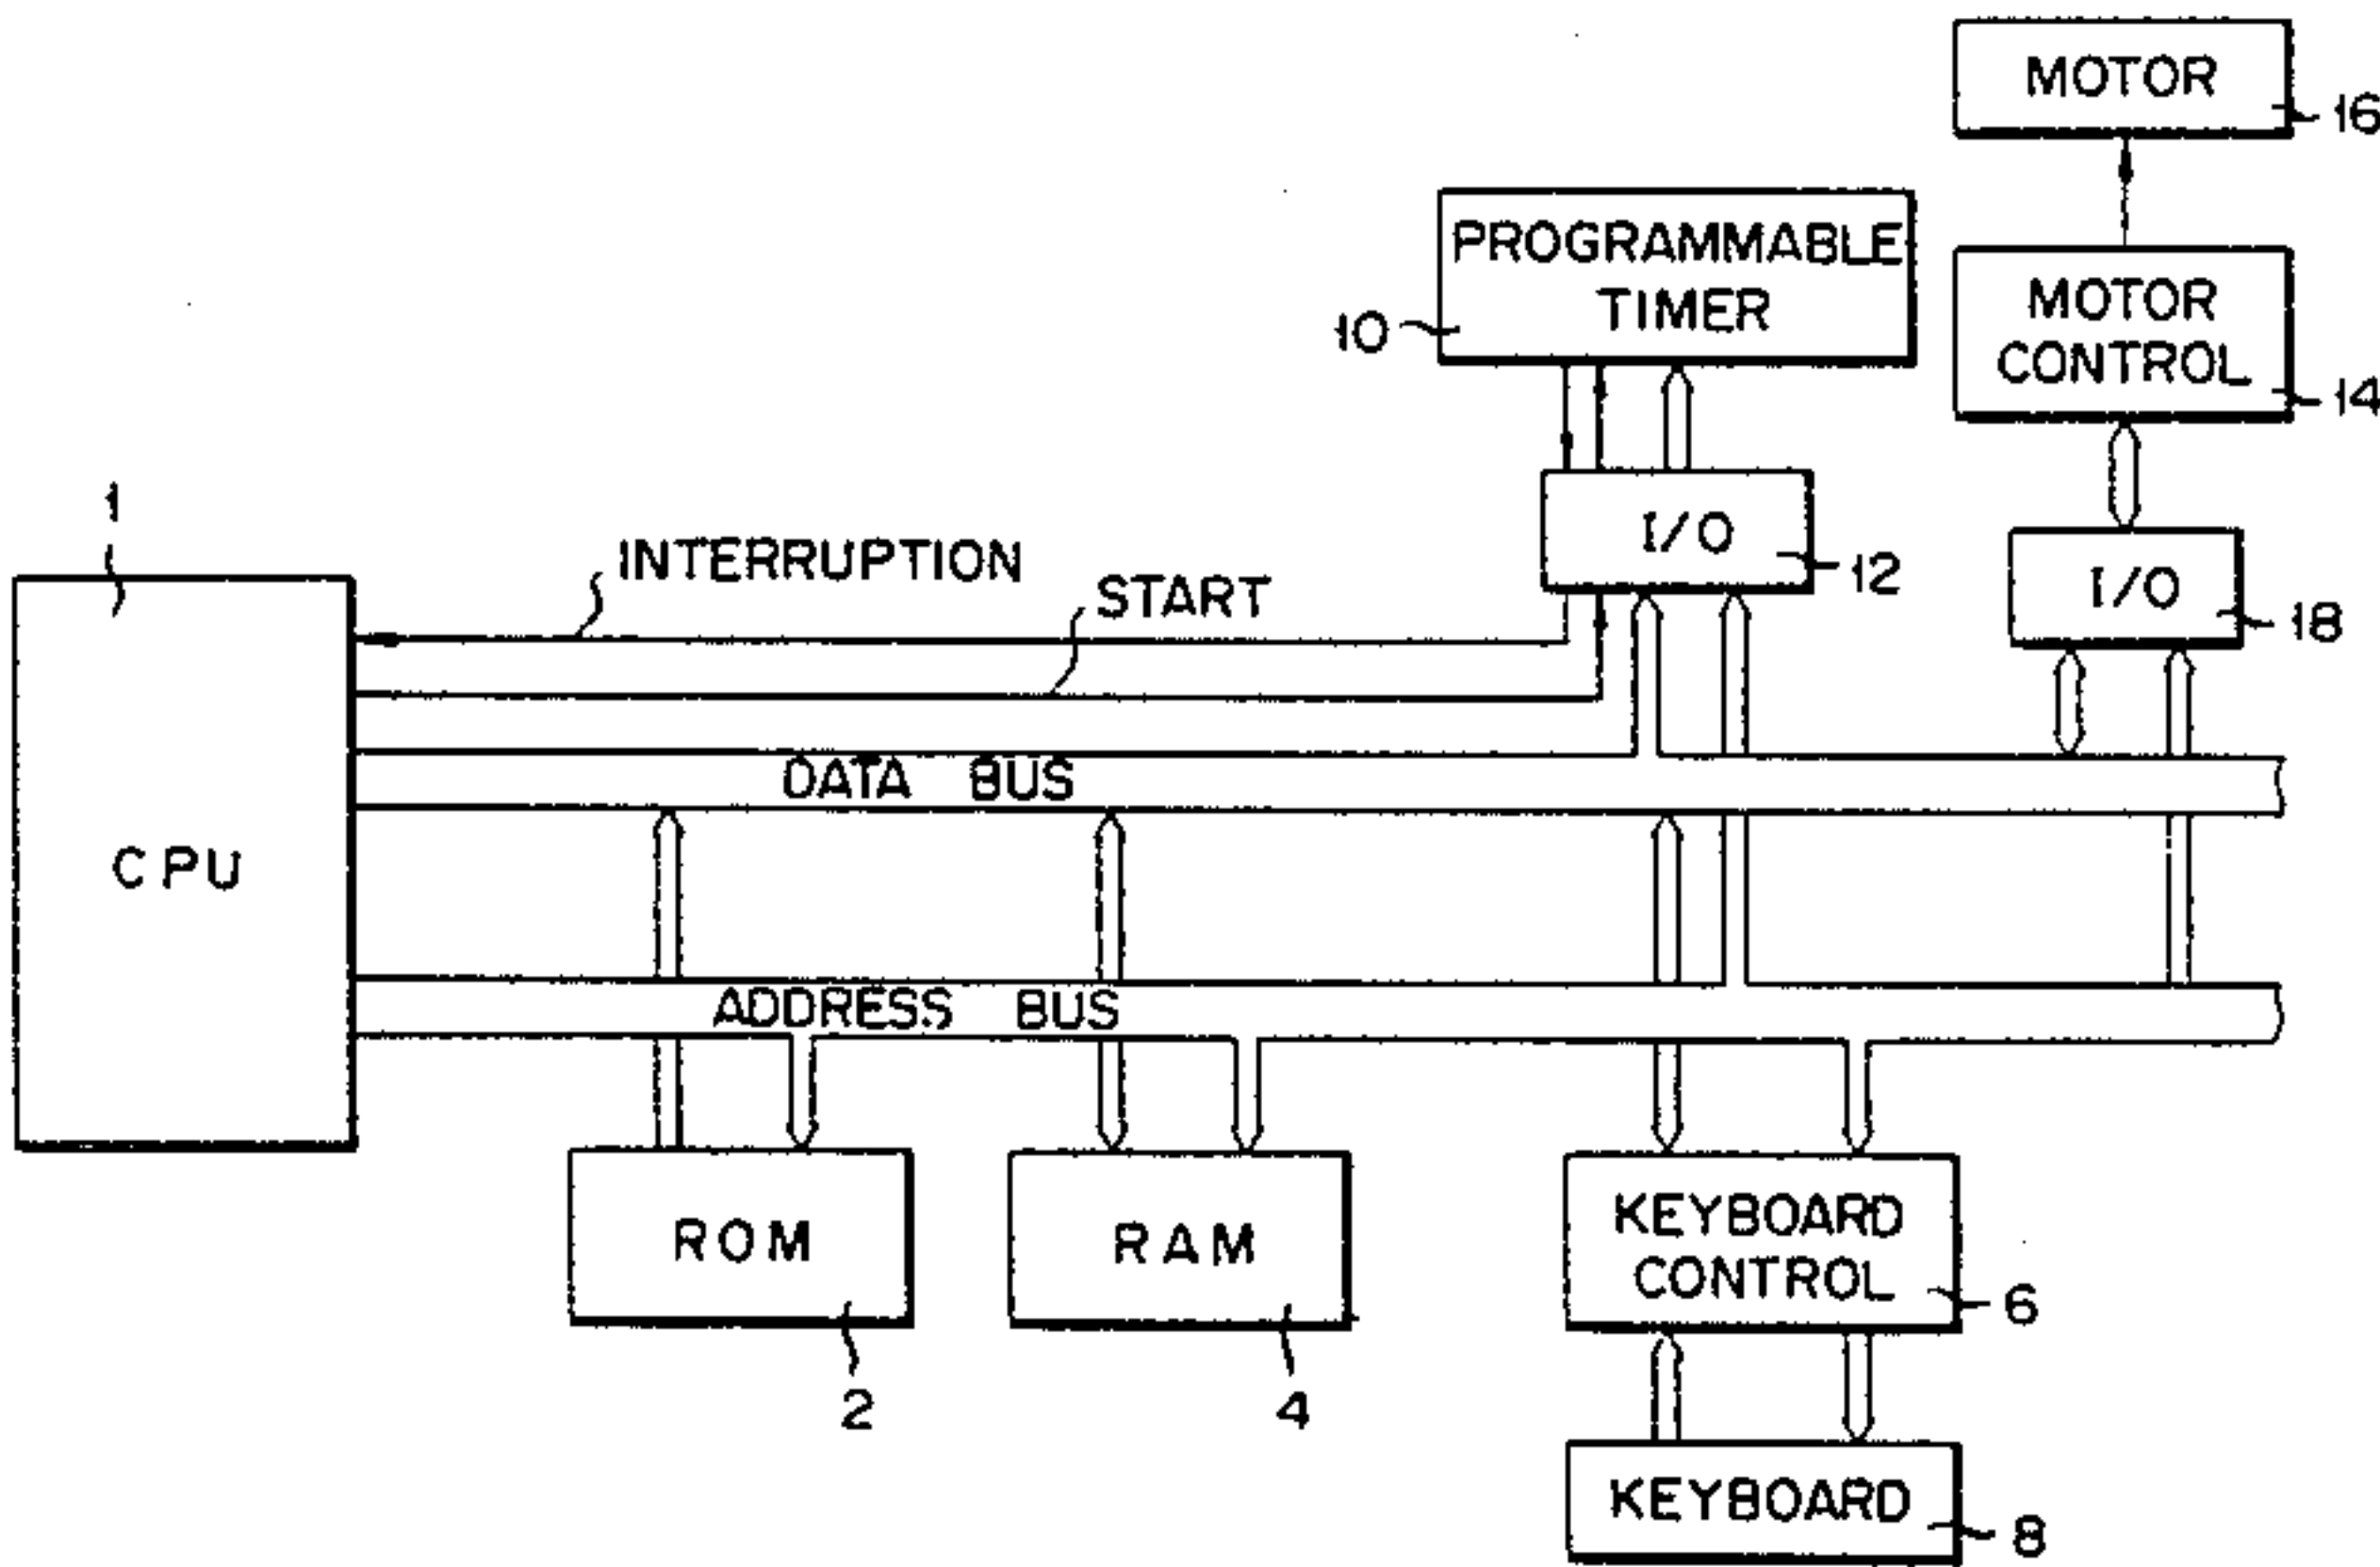 MOTOR
16
PROGRAMMABLE
TIMER
10
MOTOR
CONTROL
14
1
INTERRUPTION
START
I/O
12
I/O
18
DATA BUS
CPU
ADDRESS BUS
ROM
2
RAM
4
KEYBOARD
CONTROL
6
KEYBOARD
8